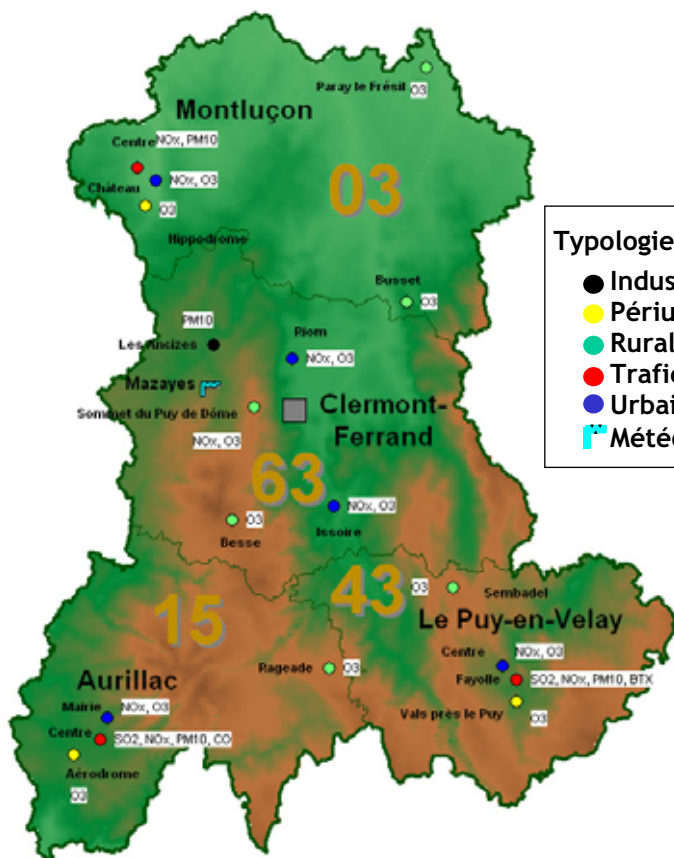 Paray le Frésil O3
Montluçon
Centre NOx, PM10
NOx, O3
Château
O3
Hippodrome
03
Busset
O3
Typologie
Indus
Périu
Rural
Trafic
Urbai
Météo
PM10
Les Ancizes
Riom
NOx, O3
Mazayes
Sommet du Puy de Dôme
NOx, O3
Clermont-
Ferrand
63
NOx, O3
Issoire
O3
Besse
43
O3
Sembadel
15
Le Puy-en-Velay
Centre NOx, O3
Fayolle SO2, NOx, PM10, BTX
Vals près le Puy
O3
Rageade O3
Aurillac
Mairie NOx, O3
Centre SO2, NOx, PM10, CO
Aérodrome
O3